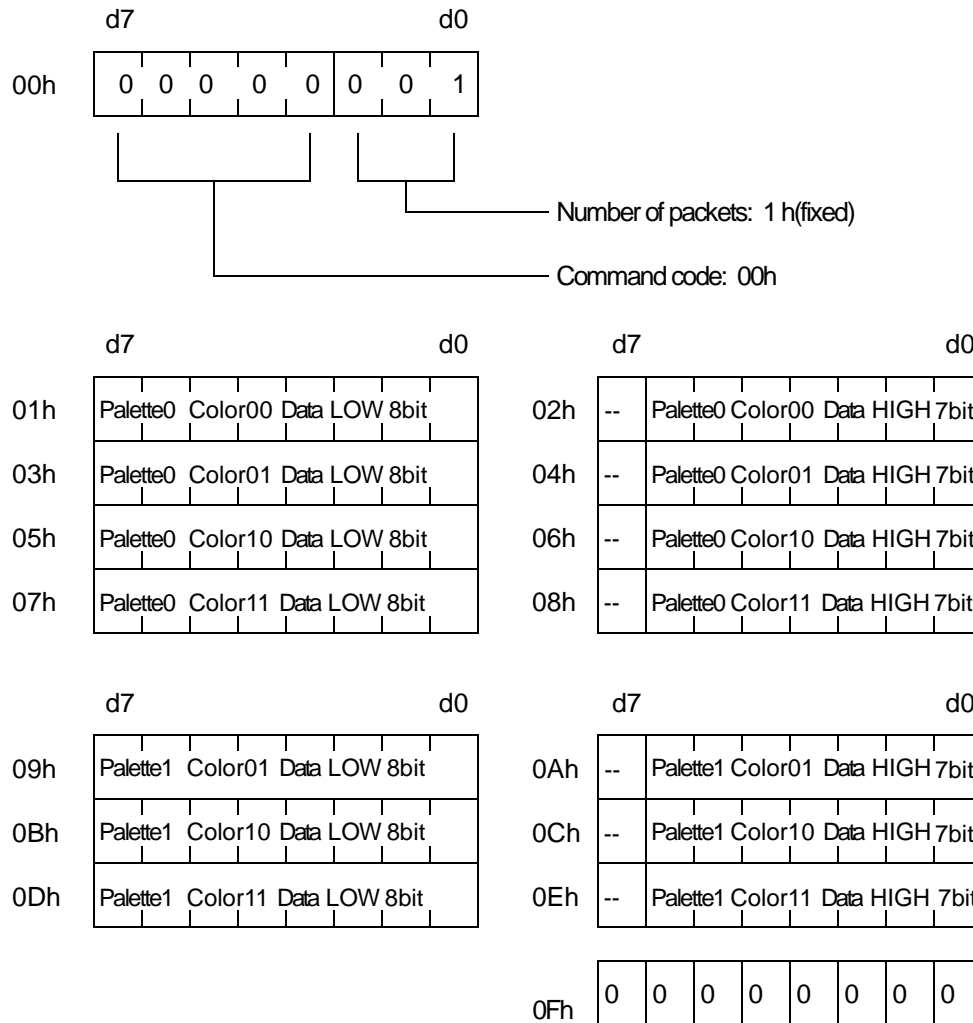 d7 d0
00h 0 0 0 0 0 0 0 1
Number of packets: 1 h(fixed)
Command code: 00h
d7 d0 d7 d0
01h Palette0 Color00 Data LOW 8bit 02h -- Palette0 Color00 Data HIGH 7bit
03h Palette0 Color01 Data LOW 8bit 04h -- Palette0 Color01 Data HIGH 7bit
05h Palette0 Color10 Data LOW 8bit 06h -- Palette0 Color10 Data HIGH 7bit
07h Palette0 Color11 Data LOW 8bit 08h -- Palette0 Color11 Data HIGH 7bit
d7 d0 d7 d0
09h Palette1 Color01 Data LOW 8bit 0Ah -- Palette1 Color01 Data HIGH 7bit
0Bh Palette1 Color10 Data LOW 8bit 0Ch -- Palette1 Color10 Data HIGH 7bit
0Dh Palette1 Color11 Data LOW 8bit 0Eh -- Palette1 Color11 Data HIGH 7bit
0Fh 0 0 0 0 0 0 0 0